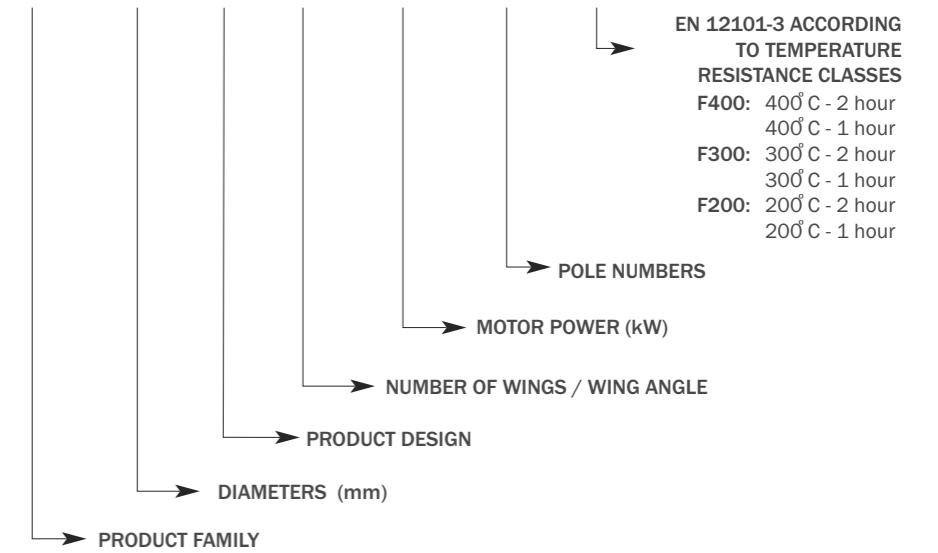 EN 12101-3 ACCORDING
TO TEMPERATURE
RESISTANCE CLASSES
F400: 400°C - 2 hour
400°C - 1 hour
F300: 300°C - 2 hour
300°C - 1 hour
F200: 200°C - 2 hour
200°C - 1 hour
POLE NUMBERS
MOTOR POWER (kW)
NUMBER OF WINGS / WING ANGLE
PRODUCT DESIGN
DIAMETERS (mm)
PRODUCT FAMILY